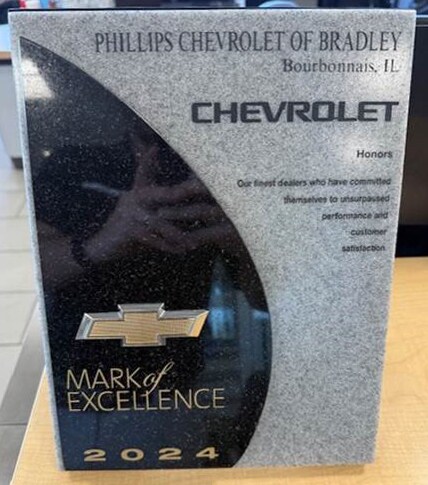 PHILLIPS CHEVROLET OF BRADLEY
Bourbonnais, IL
CHEVROLET
Honors
Our finest dealers who have committed
themselves to unsurpassed
performance and
customer
satisfaction.
MARK of
EXCELLENCE
2024